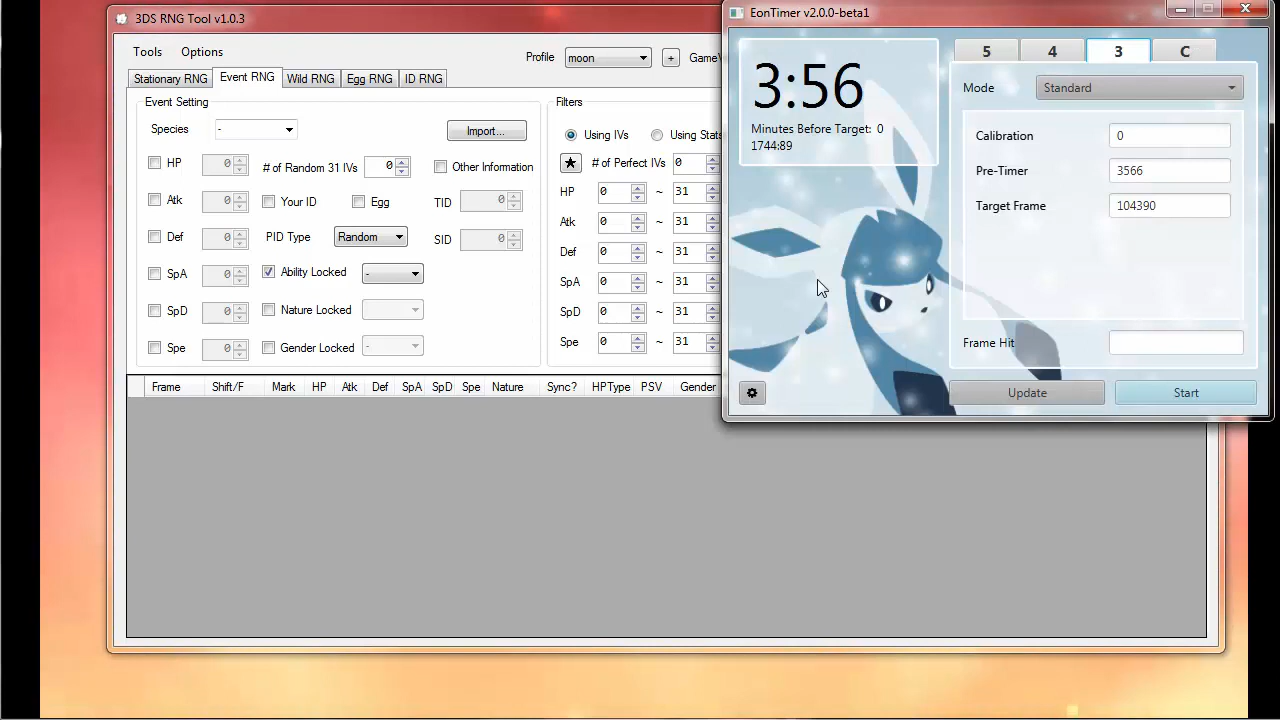 3DS RNG Tool v1.0.3
Tools Options
Profile moon + Game
Stationary RNG Event RNG Wild RNG Egg RNG ID RNG
Event Setting
Species - Import...
HP 0 # of Random 31 IVs 0 Other Information
Atk 0 Your ID Egg TID 0
Def 0 PID Type Random SID 0
SpA 0 Ability Locked -
SpD 0 Nature Locked
Spe 0 Gender Locked -
Filters
Using IVs Using Stats
★ # of Perfect IVs 0
HP 0 ~ 31
Atk 0 ~ 31
Def 0 ~ 31
SpA 0 ~ 31
SpD 0 ~ 31
Spe 0 ~ 31
Frame Shift/F Mark HP Atk Def SpA SpD Spe Nature Sync? HPType PSV Gender
EonTimer v2.0.0-beta1
3:56
Minutes Before Target: 0
1744:89
5 4 3 C
Mode Standard
Calibration 0
Pre-Timer 3566
Target Frame 104390
Frame Hit
Update Start